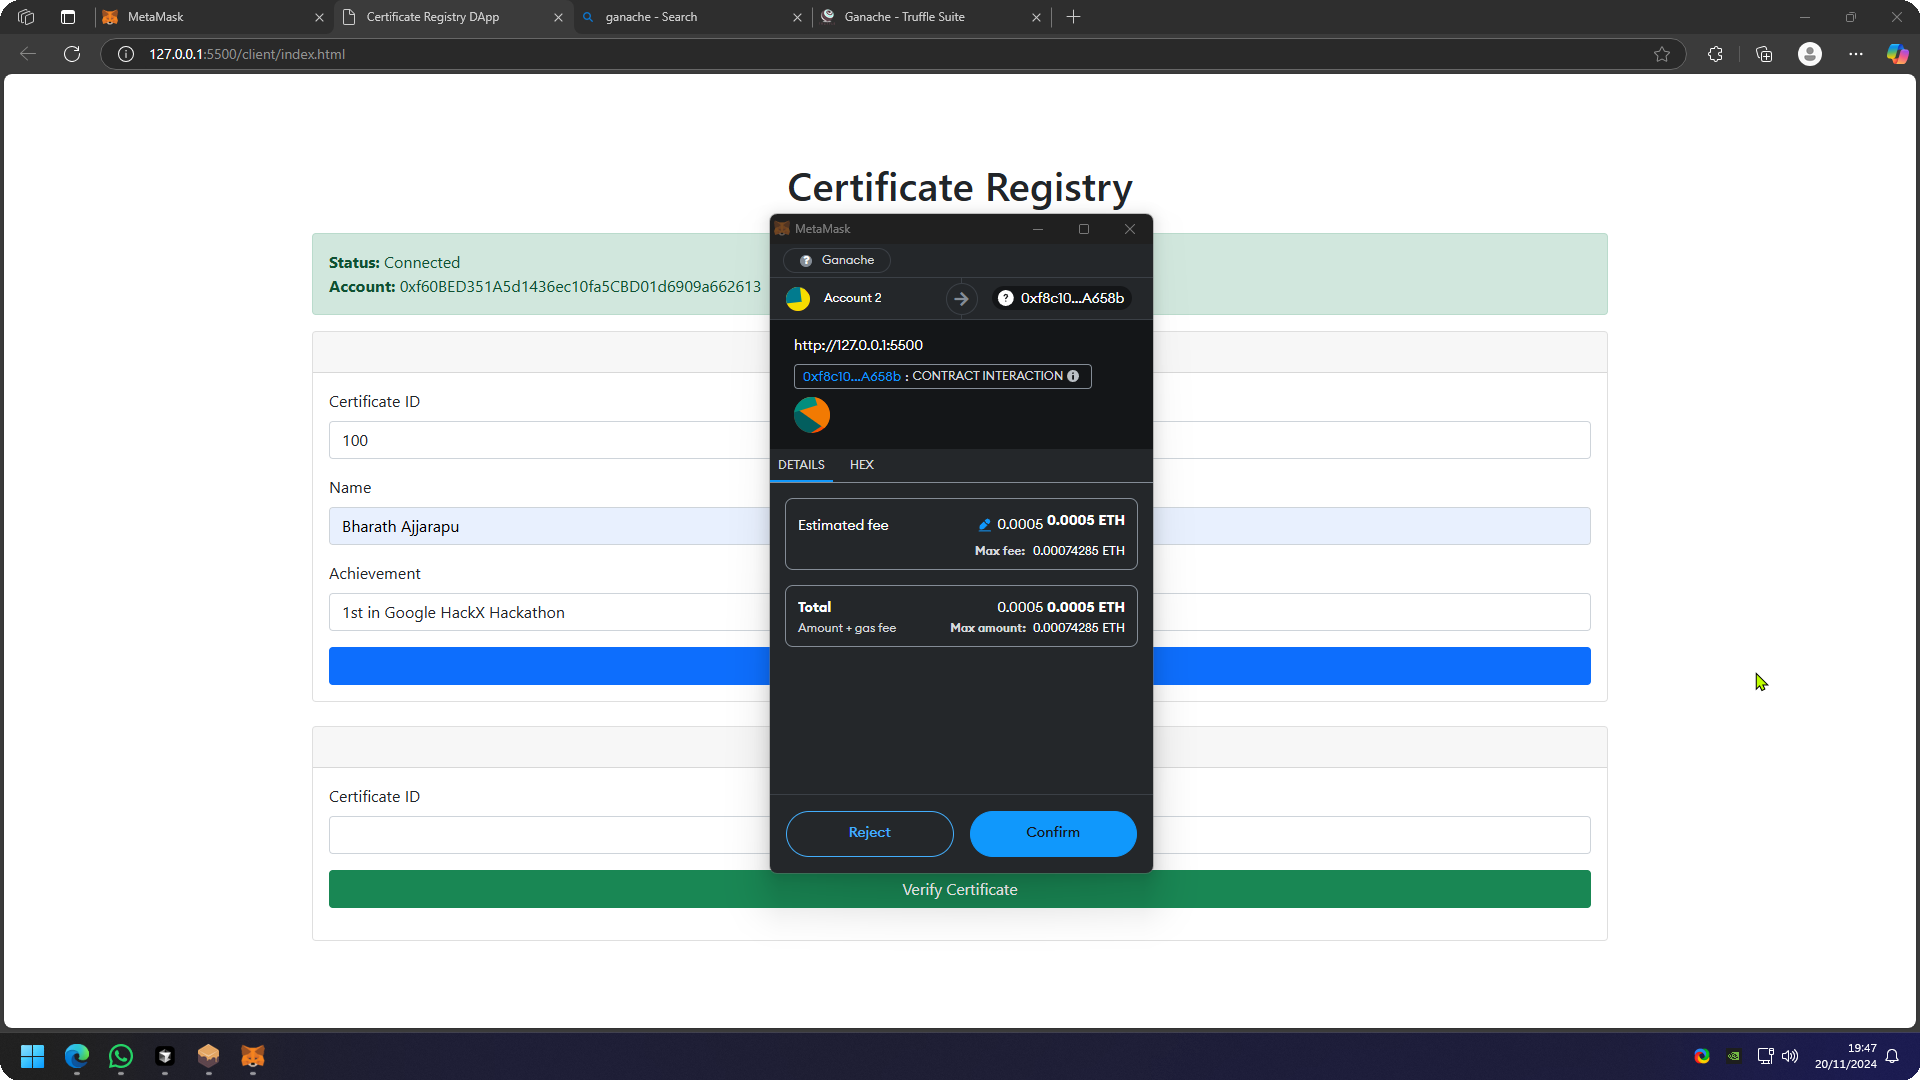 MetaMask
Certificate Registry DApp
ganache - Search
Ganache - Truffle Suite
127.0.0.1:5500/client/index.html
Certificate Registry
Status: Connected
Account: 0xf60BED351A5d1436ec10fa5CBD01d6909a662613
Certificate ID
100
Name
Bharath Ajjarapu
Achievement
1st in Google HackX Hackathon
Certificate ID
Verify Certificate
MetaMask
Ganache
Account 2
0xf8c10...A658b
http://127.0.0.1:5500
0xf8c10...A658b : CONTRACT INTERACTION
DETAILS HEX
Estimated fee 0.0005 0.0005 ETH
Max fee: 0.00074285 ETH
Total 0.0005 0.0005 ETH
Amount + gas fee Max amount: 0.00074285 ETH
Reject Confirm
19:47
20/11/2024